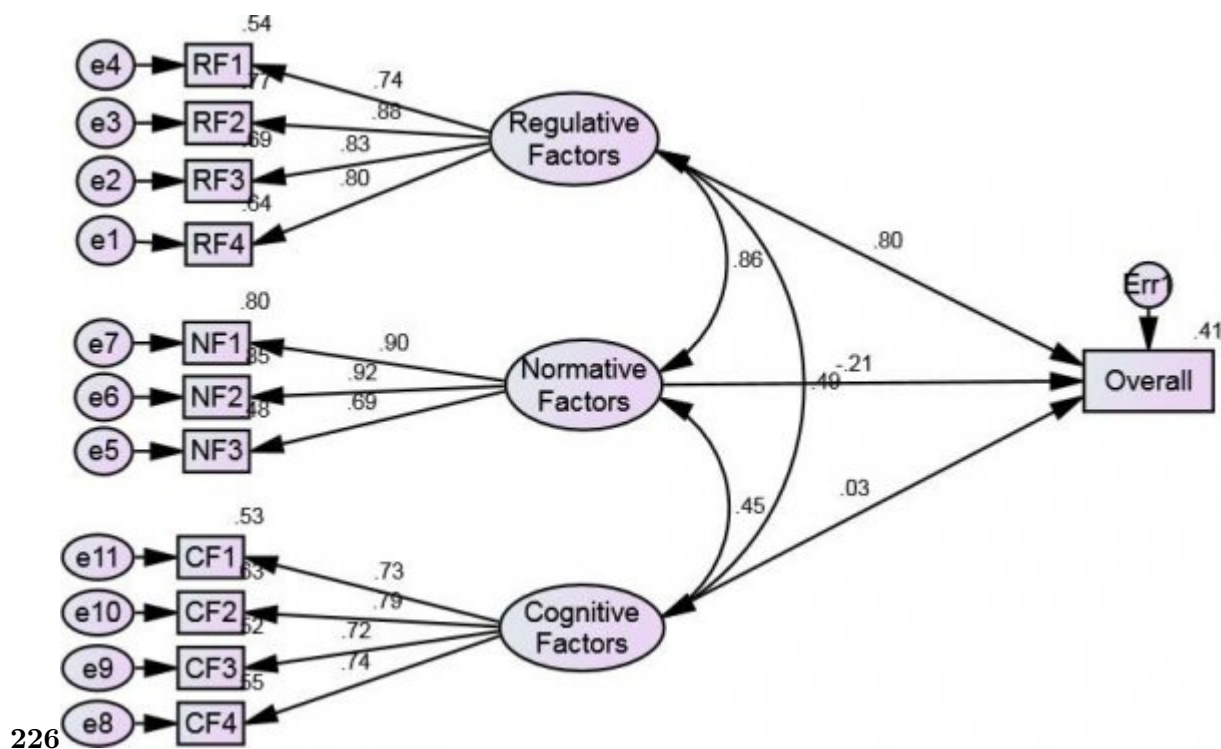 .54
e4 RF1 .74
.77
e3 RF2 .88
.69
e2 RF3 .83
.80
.64
e1 RF4
Regulative
Factors
.86
.80
Err1
.41
Overall
.80
e7 NF1 .90
.85
e6 NF2 .92
.48
e5 NF3 .69
Normative
Factors
-.21
.49
.45
.03
.53
e11 CF1 .73
.63
e10 CF2 .79
.52
e9 CF3 .72
.74
.55
e8 CF4
Cognitive
Factors
226